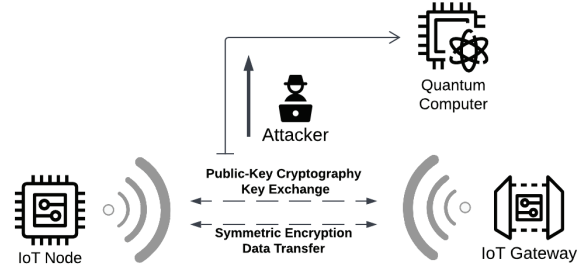 Quantum
Computer
Attacker
Public-Key Cryptography
Key Exchange
Symmetric Encryption
Data Transfer
IoT Node
IoT Gateway